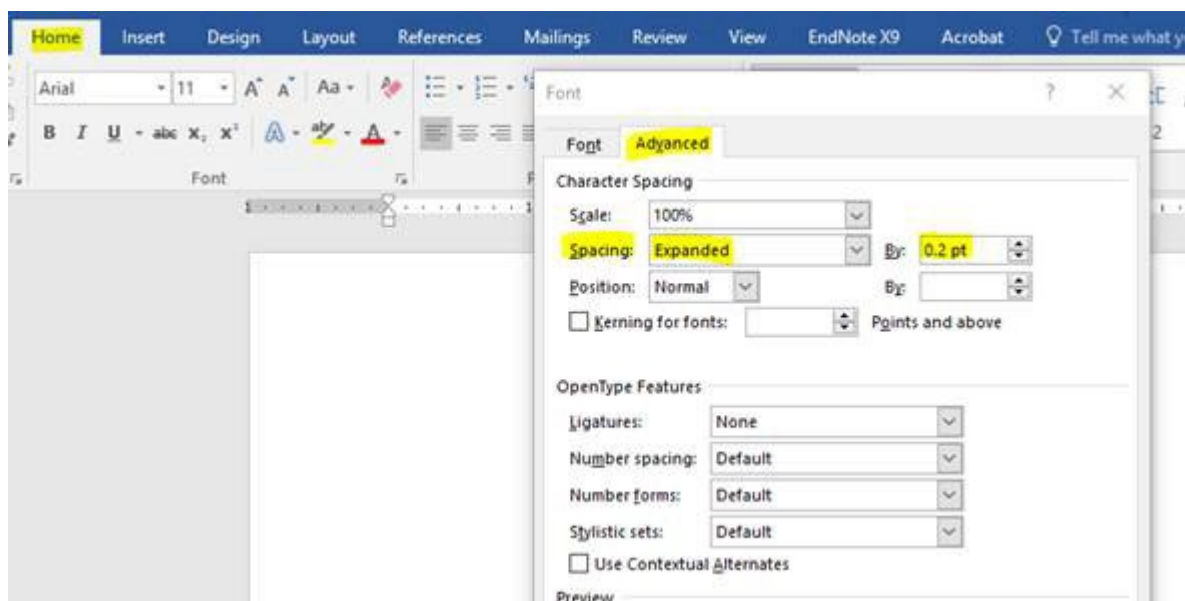 Home Insert Design Layout References Mailings Review View EndNote X9 Acrobat Tell me what
Arial 11 A A Aa
B I U abc X₂ X² A aby A
Font
Font ? ×
Font Advanced
Character Spacing
Scale: 100%
Spacing: Expanded By: 0.2 pt
Position: Normal By:
Kerning for fonts: Points and above
OpenType Features
Ligatures: None
Number spacing: Default
Number forms: Default
Stylistic sets: Default
Use Contextual Alternates
Preview